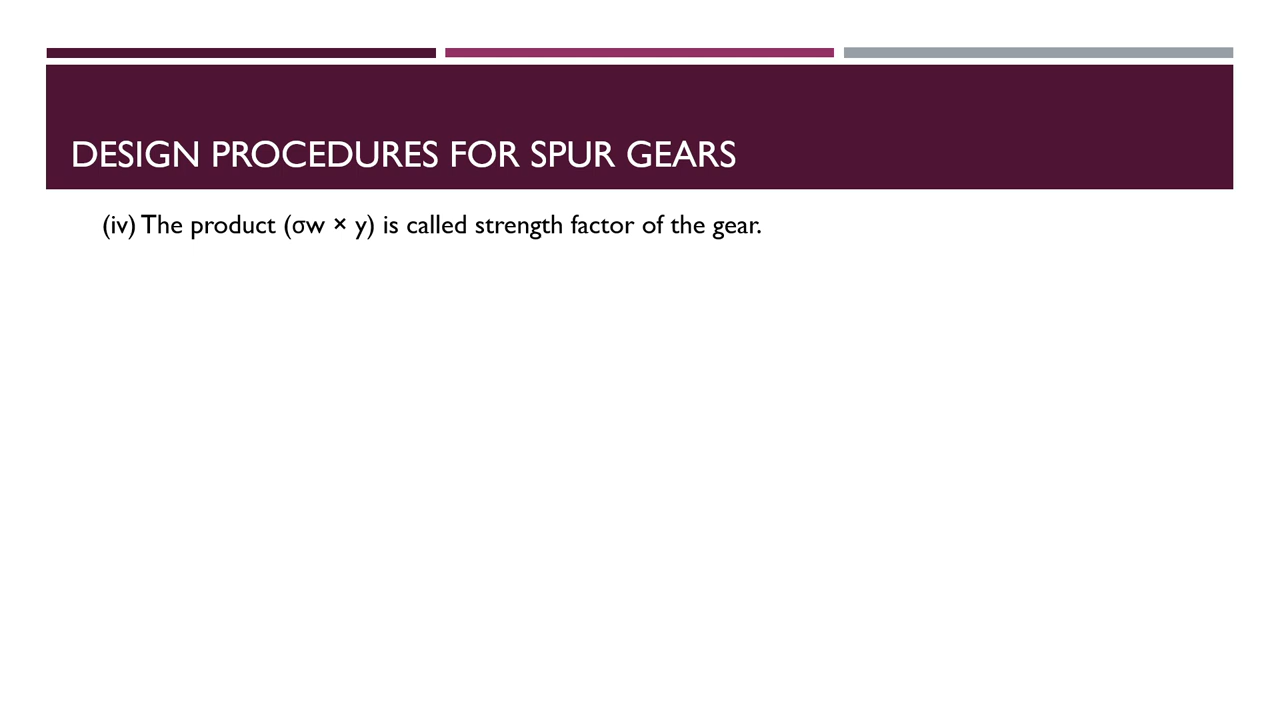 DESIGN PROCEDURES FOR SPUR GEARS
(iv) The product (σw × y) is called strength factor of the gear.